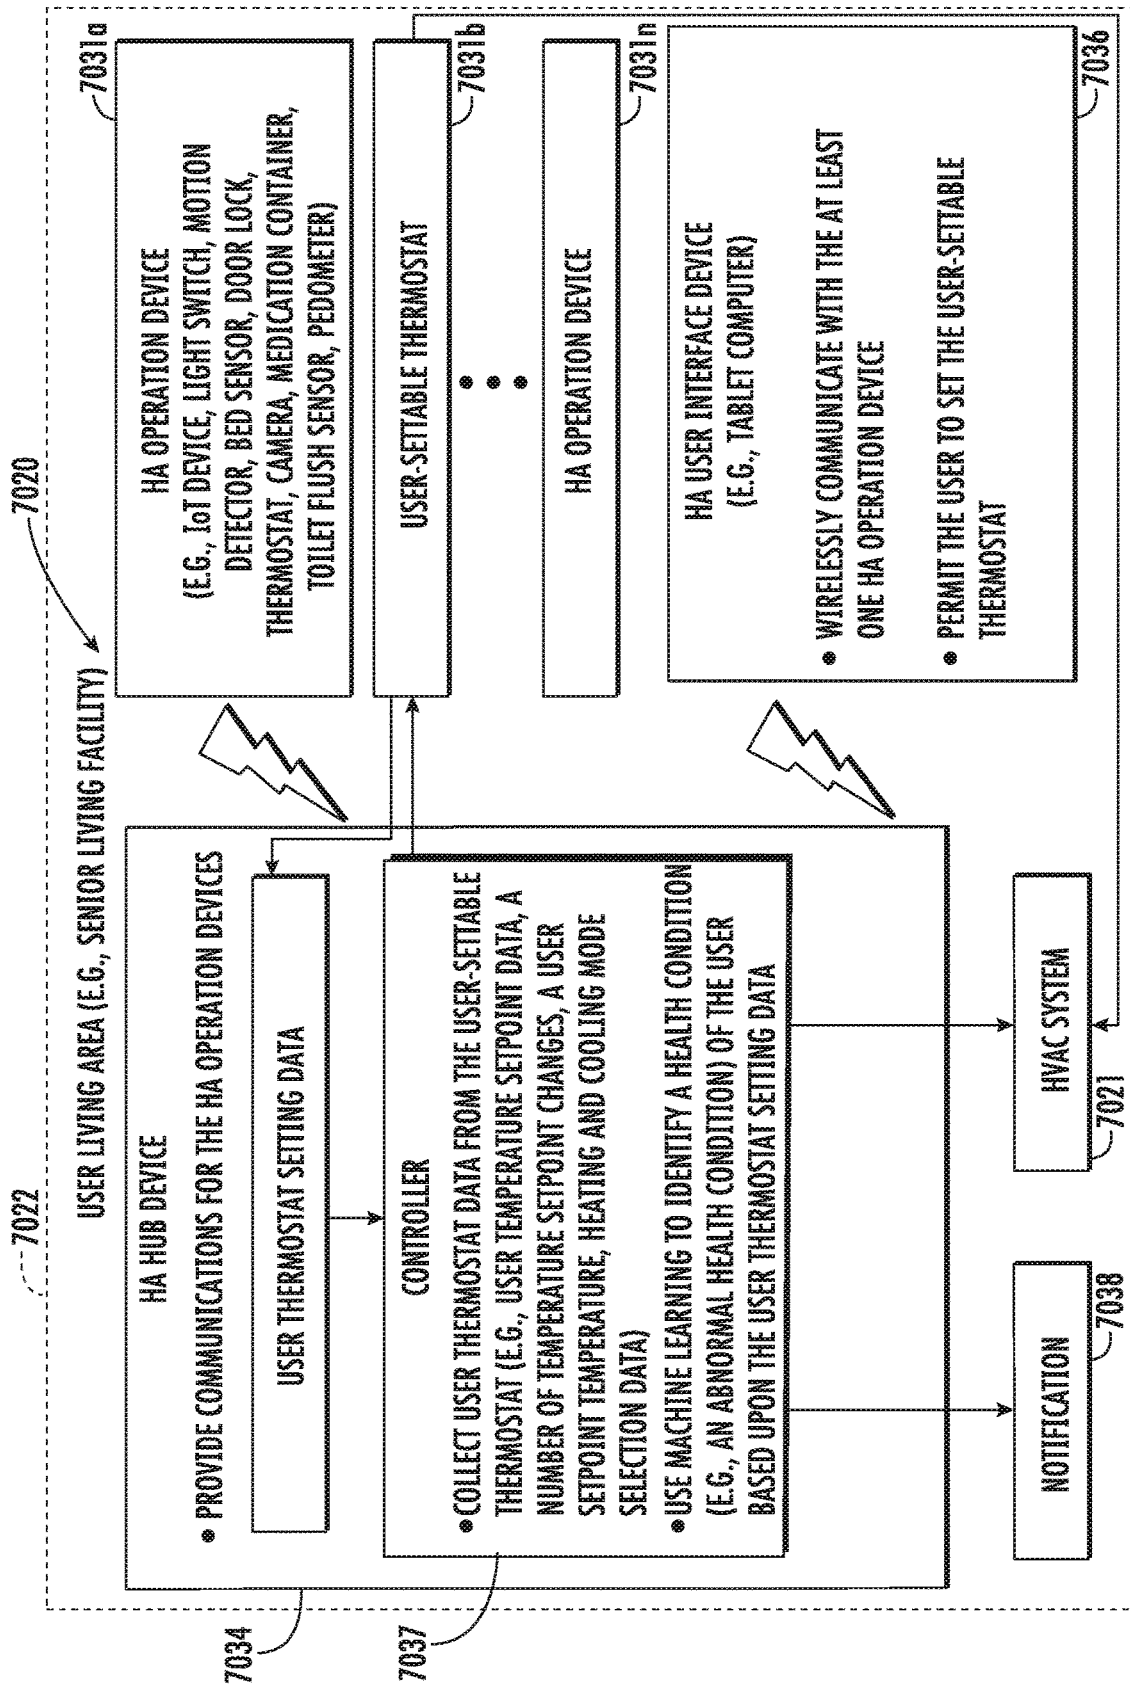 7022
7020
USER LIVING AREA (E.G., SENIOR LIVING FACILITY)
7034
HA HUB DEVICE
• PROVIDE COMMUNICATIONS FOR THE HA OPERATION DEVICES
USER THERMOSTAT SETTING DATA
7037
CONTROLLER
• COLLECT USER THERMOSTAT DATA FROM THE USER-SETTABLE
THERMOSTAT (E.G., USER TEMPERATURE SETPOINT DATA, A
NUMBER OF TEMPERATURE SETPOINT CHANGES, A USER
SETPOINT TEMPERATURE, HEATING AND COOLING MODE
SELECTION DATA)
• USE MACHINE LEARNING TO IDENTIFY A HEALTH CONDITION
(E.G., AN ABNORMAL HEALTH CONDITION) OF THE USER
BASED UPON THE USER THERMOSTAT SETTING DATA
NOTIFICATION
7038
HVAC SYSTEM
7021
7031a
HA OPERATION DEVICE
(E.G., IoT DEVICE, LIGHT SWITCH, MOTION
DETECTOR, BED SENSOR, DOOR LOCK,
THERMOSTAT, CAMERA, MEDICATION CONTAINER,
TOILET FLUSH SENSOR, PEDOMETER)
USER-SETTABLE THERMOSTAT
7031b
HA OPERATION DEVICE
7031n
HA USER INTERFACE DEVICE
(E.G., TABLET COMPUTER)
• WIRELESSLY COMMUNICATE WITH THE AT LEAST
ONE HA OPERATION DEVICE
• PERMIT THE USER TO SET THE USER-SETTABLE
THERMOSTAT
7036